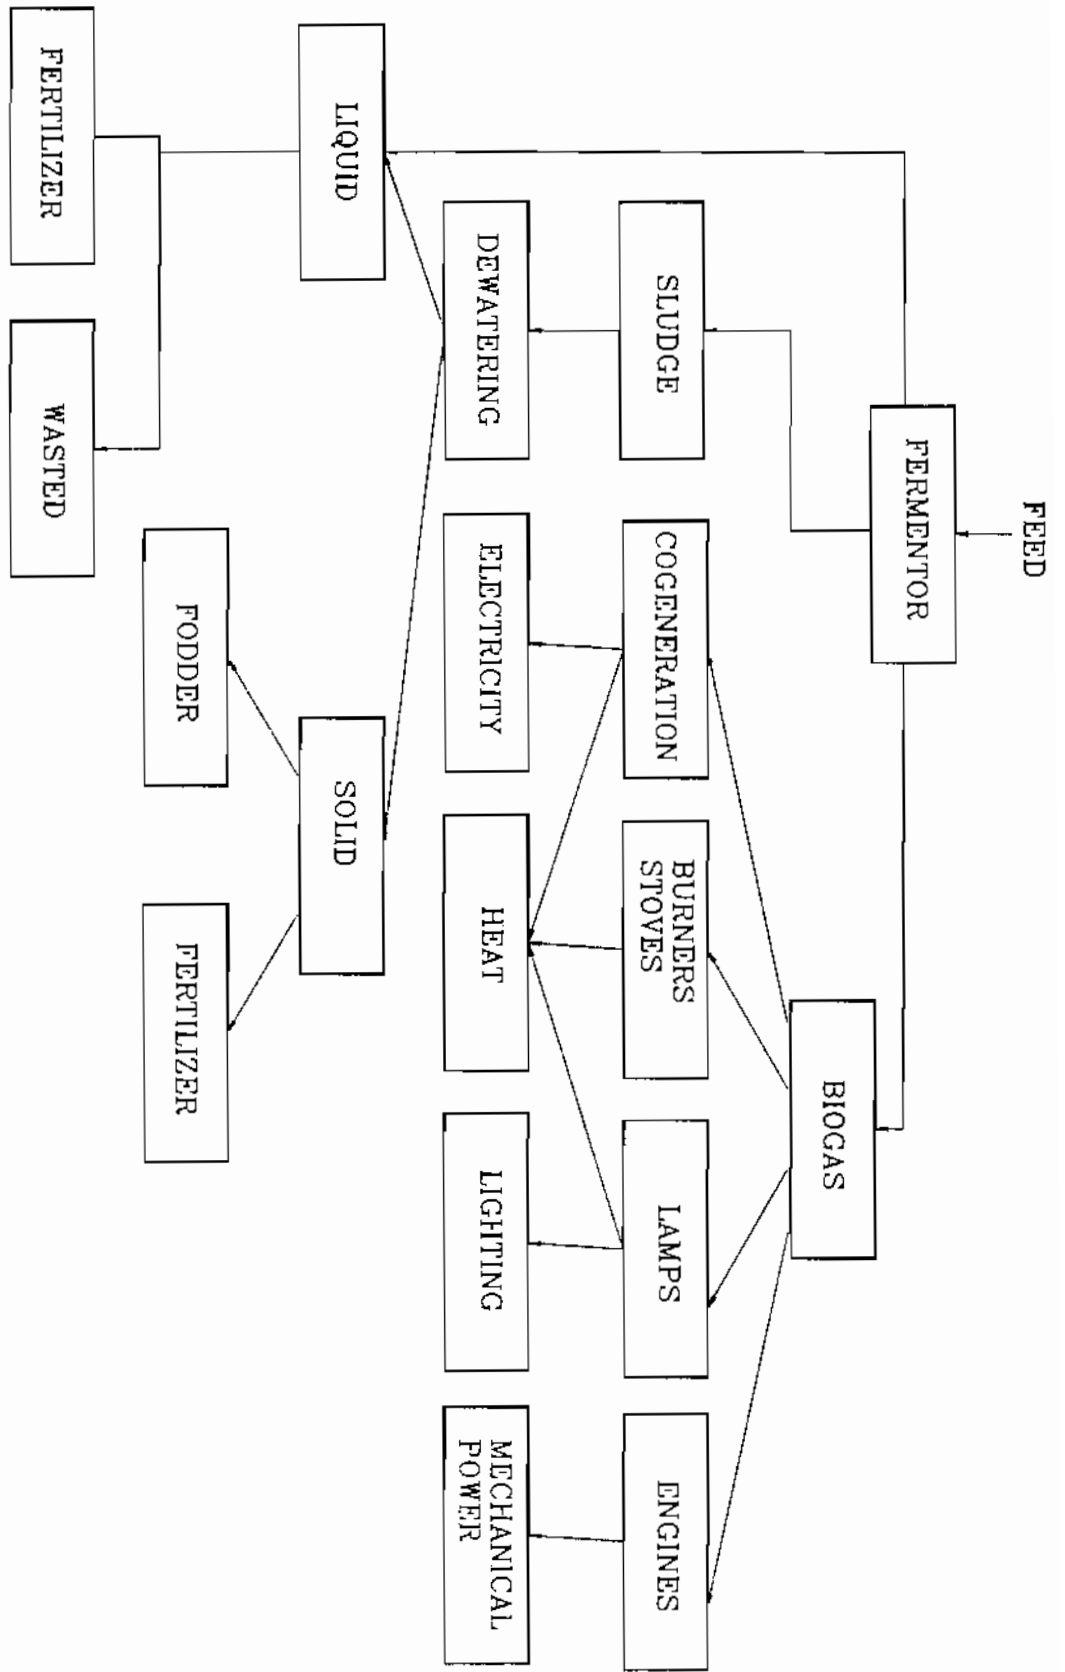 FEED
FERMENTOR
BIOGAS
SLUDGE
COGENERATION
BURNERS
STOVES
LAMPS
ENGINES
DEWATERING
ELECTRICITY
HEAT
LIGHTING
MECHANICAL
POWER
LIQUID
SOLID
FODDER
FERTILIZER
FERTILIZER
WASTED